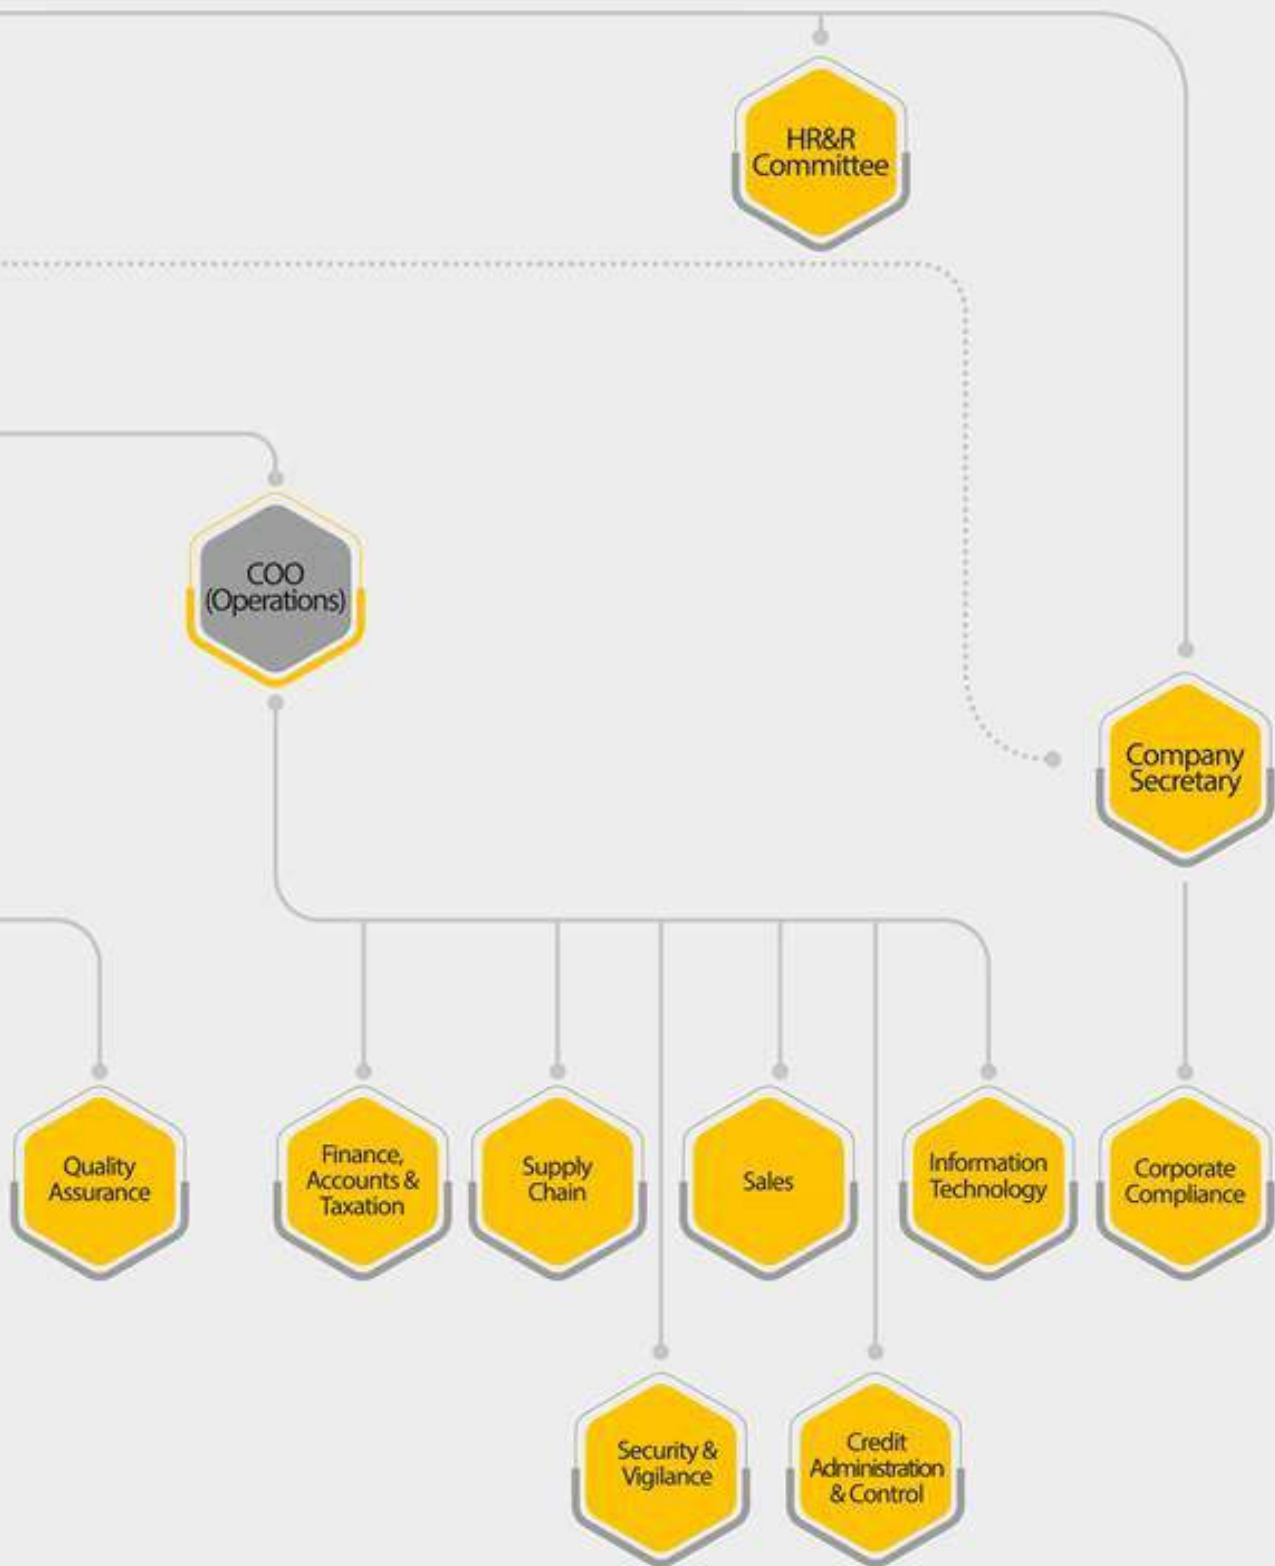 HR&R
Committee
COO
(Operations)
Company
Secretary
Quality
Assurance
Finance,
Accounts &
Taxation
Supply
Chain
Sales
Information
Technology
Corporate
Compliance
Security &
Vigilance
Credit
Administration
& Control